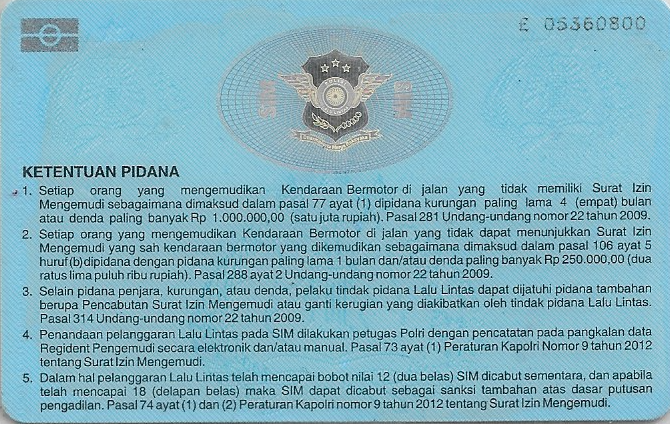 E 05360800
KETENTUAN PIDANA
1. Setiap orang yang mengemudikan Kendaraan Bermotor di jalan yang tidak memiliki Surat Izin
Mengemudi sebagaimana dimaksud dalam pasal 77 ayat (1) dipidana kurungan paling lama 4 (empat) bulan
atau denda paling banyak Rp 1.000.000,00 (satu juta rupiah). Pasal 281 Undang-undang nomor 22 tahun 2009.
2. Setiap orang yang mengemudikan Kendaraan Bermotor di jalan yang tidak dapat menunjukkan Surat Izin
Mengemudi yang sah kendaraan bermotor yang dikemudikan sebagaimana dimaksud dalam pasal 106 ayat 5
huruf (b) dipidana dengan pidana kurungan paling lama 1 bulan dan/atau denda paling banyak Rp 250.000,00 (dua
ratus lima puluh ribu rupiah). Pasal 288 ayat 2 Undang-undang nomor 22 tahun 2009.
3. Selain pidana penjara, kurungan, atau denda, pelaku tindak pidana Lalu Lintas dapat dijatuhi pidana tambahan
berupa Pencabutan Surat Izin Mengemudi atau ganti kerugian yang diakibatkan oleh tindak pidana Lalu Lintas.
Pasal 314 Undang-undang nomor 22 tahun 2009.
4. Penandaan pelanggaran Lalu Lintas pada SIM dilakukan petugas Polri dengan pencatatan pada pangkalan data
Regident Pengemudi secara elektronik dan/atau manual. Pasal 73 ayat (1) Peraturan Kapolri Nomor 9 tahun 2012
tentang Surat Izin Mengemudi.
5. Dalam hal pelanggaran Lalu Lintas telah mencapai bobot nilai 12 (dua belas) SIM dicabut sementara, dan apabila
telah mencapai 18 (delapan belas) maka SIM dapat dicabut sebagai sanksi tambahan atas dasar putusan
pengadilan. Pasal 74 ayat (1) dan (2) Peraturan Kapolri nomor 9 tahun 2012 tentang Surat Izin Mengemudi.